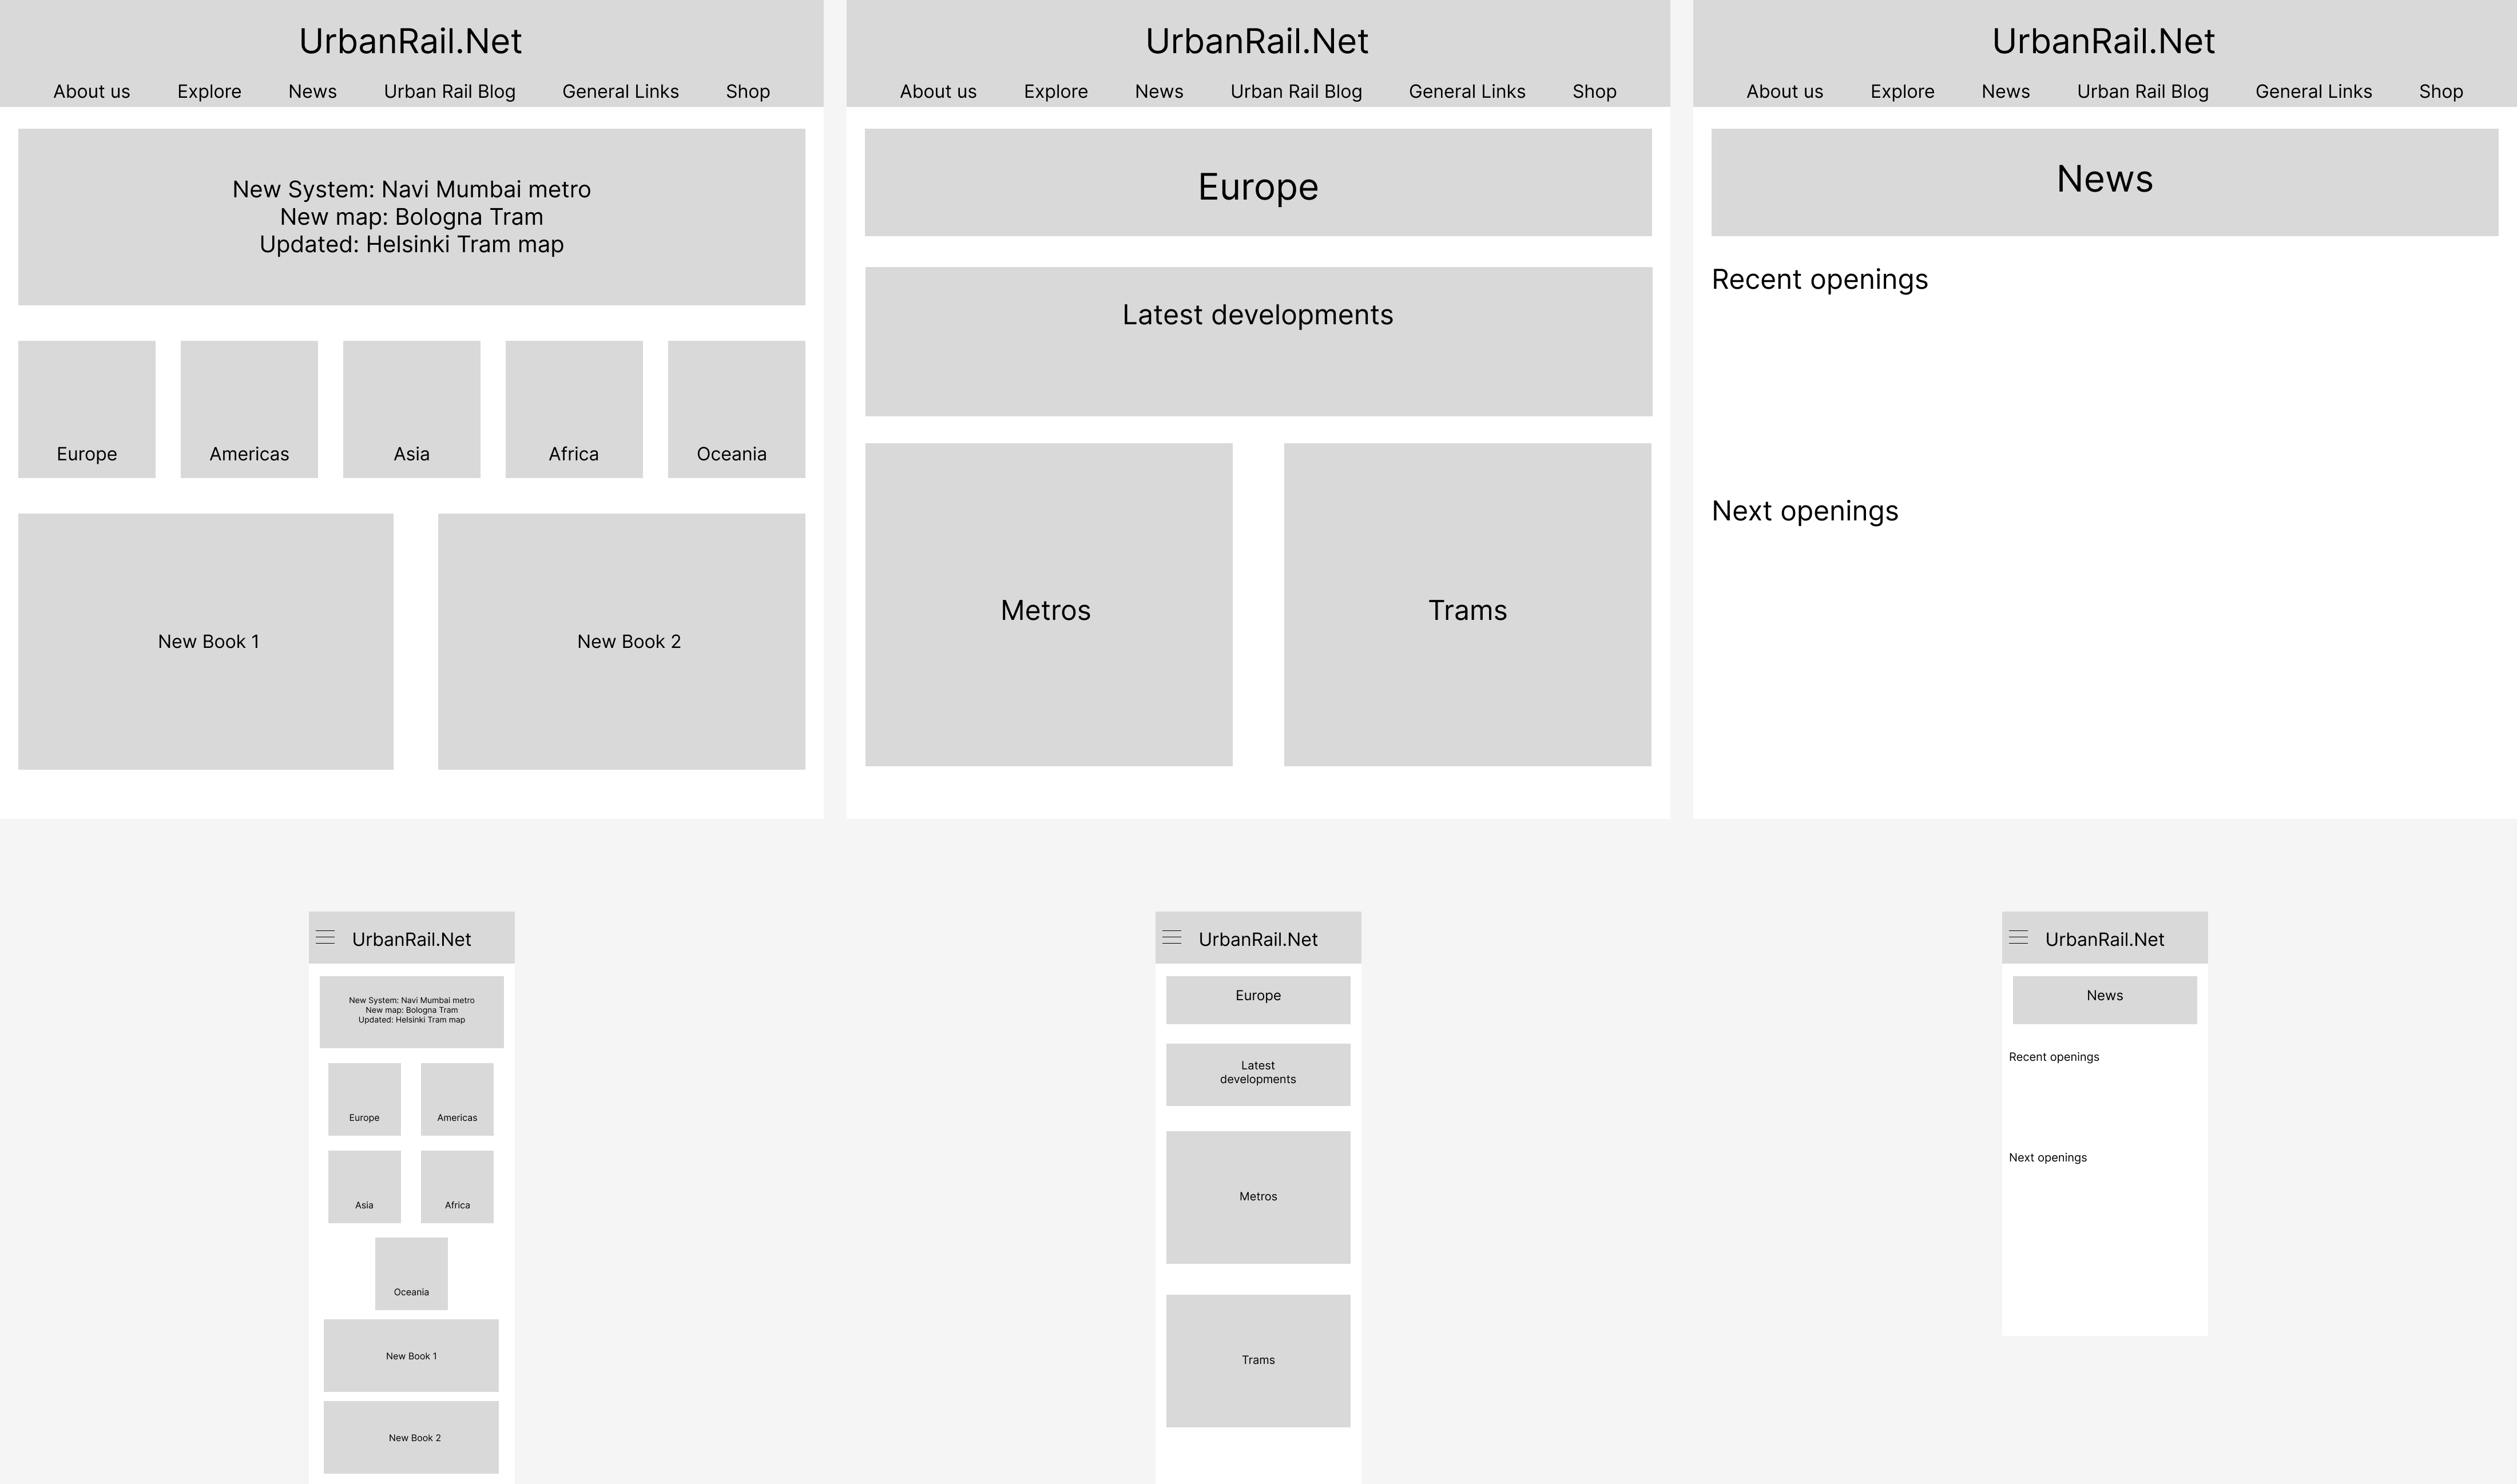 UrbanRail.Net
About us Explore News Urban Rail Blog General Links Shop
New System: Navi Mumbai metro
New map: Bologna Tram
Updated: Helsinki Tram map
Europe Americas Asia Africa Oceania
New Book 1 New Book 2
UrbanRail.Net
About us Explore News Urban Rail Blog General Links Shop
Europe
Latest developments
Metros Trams
UrbanRail.Net
About us Explore News Urban Rail Blog General Links Shop
News
Recent openings
Next openings
UrbanRail.Net
New System: Navi Mumbai metro
New map: Bologna Tram
Updated: Helsinki Tram map
Europe Americas
Asia Africa
Oceania
New Book 1
New Book 2
UrbanRail.Net
Europe
Latest
developments
Metros
Trams
UrbanRail.Net
News
Recent openings
Next openings